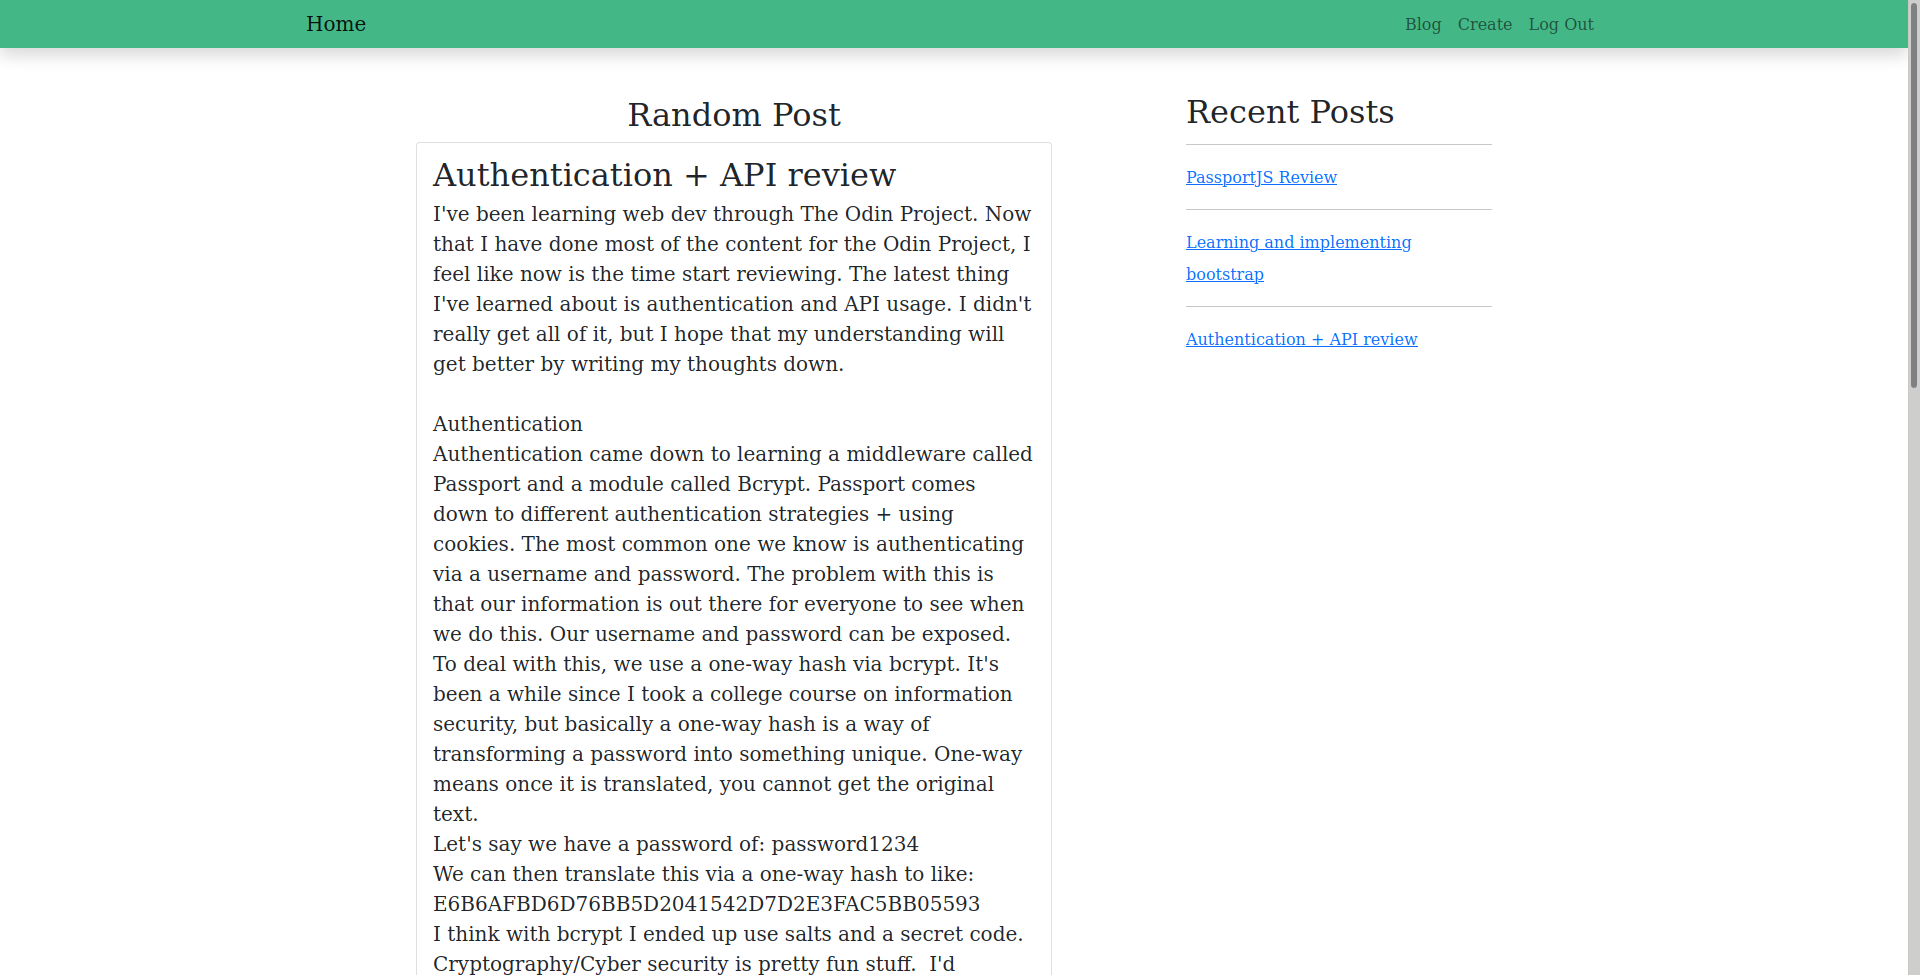 Home
Blog Create Log Out
Random Post
Authentication + API review
I've been learning web dev through The Odin Project. Now
that I have done most of the content for the Odin Project, I
feel like now is the time start reviewing. The latest thing
I've learned about is authentication and API usage. I didn't
really get all of it, but I hope that my understanding will
get better by writing my thoughts down.
Authentication
Authentication came down to learning a middleware called
Passport and a module called Bcrypt. Passport comes
down to different authentication strategies + using
cookies. The most common one we know is authenticating
via a username and password. The problem with this is
that our information is out there for everyone to see when
we do this. Our username and password can be exposed.
To deal with this, we use a one-way hash via bcrypt. It's
been a while since I took a college course on information
security, but basically a one-way hash is a way of
transforming a password into something unique. One-way
means once it is translated, you cannot get the original
text.
Let's say we have a password of: password1234
We can then translate this via a one-way hash to like:
E6B6AFBD6D76BB5D2041542D7D2E3FAC5BB05593
I think with bcrypt I ended up use salts and a secret code.
Cryptography/Cyber security is pretty fun stuff.  I'd
Recent Posts
PassportJS Review
Learning and implementing
bootstrap
Authentication + API review